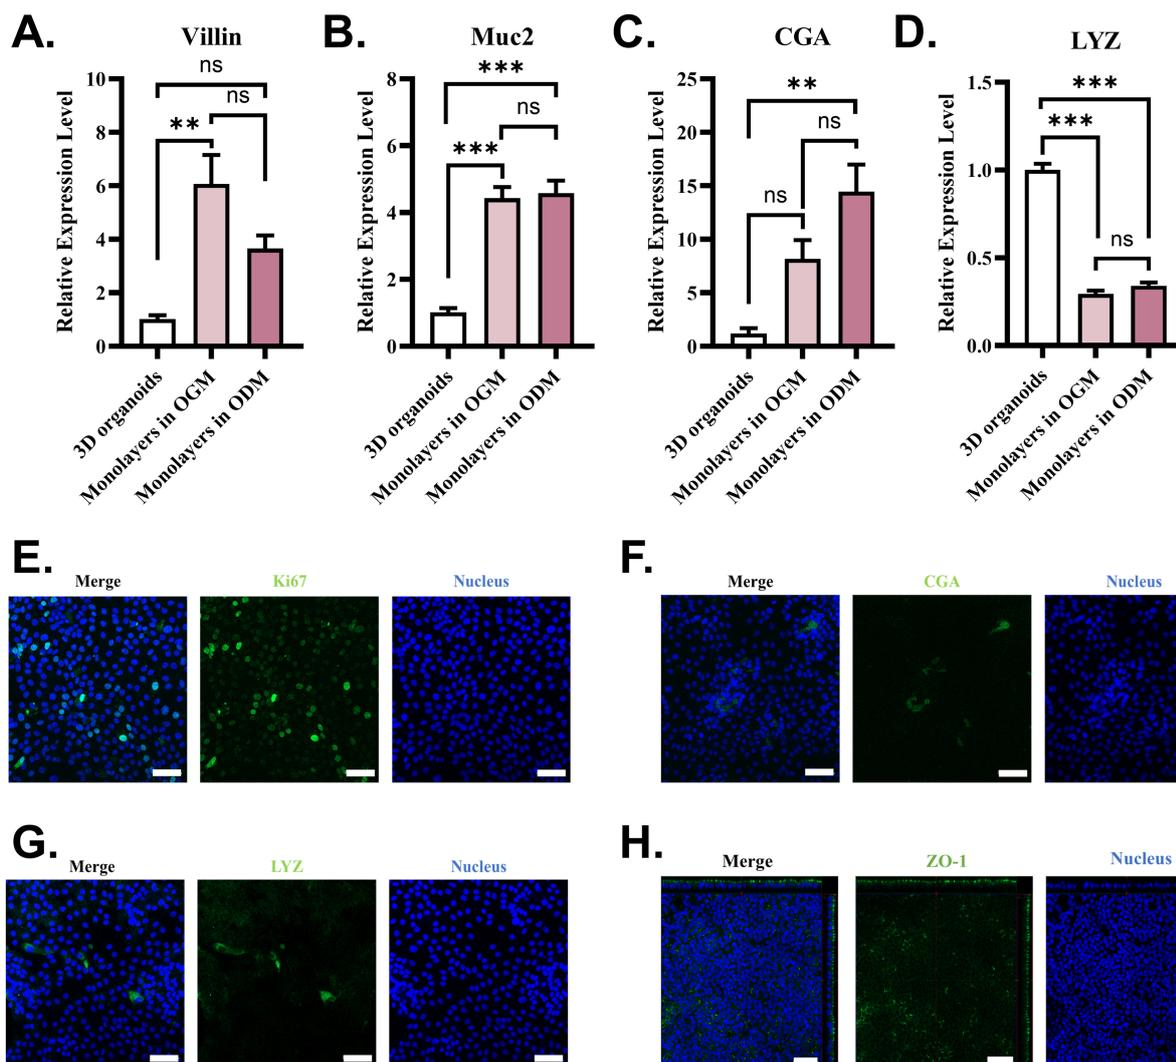 A.
Villin
Relative Expression Level
10
8
6
4
2
0
ns
ns
**
3D organoids
Monolayers in OGM
Monolayers in ODM
B.
Muc2
Relative Expression Level
8
6
4
2
0
***
ns
***
3D organoids
Monolayers in OGM
Monolayers in ODM
C.
CGA
Relative Expression Level
25
20
15
10
5
0
**
ns
ns
3D organoids
Monolayers in OGM
Monolayers in ODM
D.
LYZ
Relative Expression Level
1.5
1.0
0.5
0.0
***
***
ns
3D organoids
Monolayers in OGM
Monolayers in ODM
E.
Merge
Ki67
Nucleus
F.
Merge
CGA
Nucleus
G.
Merge
LYZ
Nucleus
H.
Merge
ZO-1
Nucleus